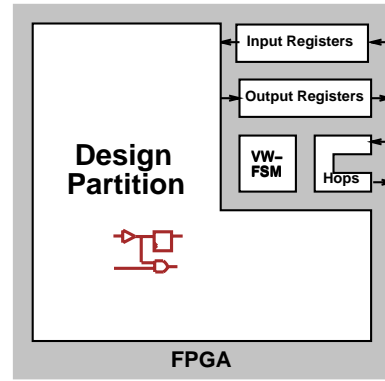 Input Registers
Output Registers
Design
Partition
VW–
FSM
Hops
FPGA